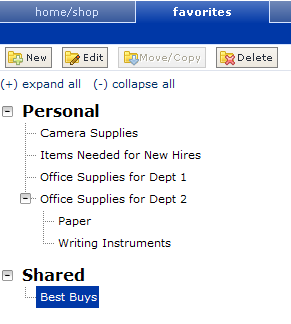 home/shop favorites
New Edit Move/Copy Delete
(+) expand all (-) collapse all
Personal
Camera Supplies
Items Needed for New Hires
Office Supplies for Dept 1
Office Supplies for Dept 2
Paper
Writing Instruments
Shared
Best Buys